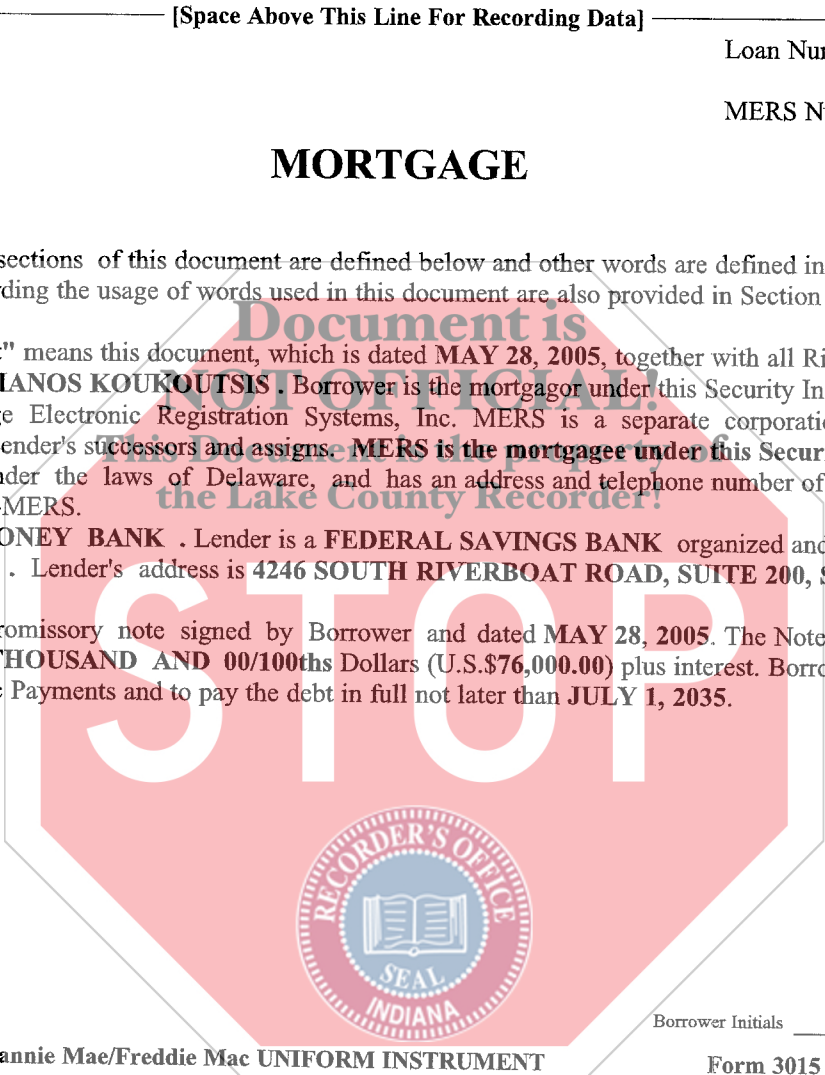 [Space Above This Line For Recording Data]
Loan Nu
MERS N
MORTGAGE
sections of this document are defined below and other words are defined in
ding the usage of words used in this document are also provided in Section
Document is
" means this document, which is dated MAY 28, 2005, together with all Ri
IANOS KOUKOUTSIS . Borrower is the mortgagor under this Security In
NOT OFFICIAL!
e Electronic Registration Systems, Inc. MERS is a separate corporati
ender's successors and assigns. MERS is the mortgagee under this Secur
This Document is the property of
der the laws of Delaware, and has an address and telephone number of
the Lake County Recorder!
-MERS.
ONEY BANK . Lender is a FEDERAL SAVINGS BANK organized and
. Lender's address is 4246 SOUTH RIVERBOAT ROAD, SUITE 200, S
STOP
romissory note signed by Borrower and dated MAY 28, 2005. The Note
THOUSAND AND 00/100ths Dollars (U.S.$76,000.00) plus interest. Borro
Payments and to pay the debt in full not later than JULY 1, 2035.
RECORDER'S OFFICE
SEAL
INDIANA
Borrower Initials
annie Mae/Freddie Mac UNIFORM INSTRUMENT
Form 3015